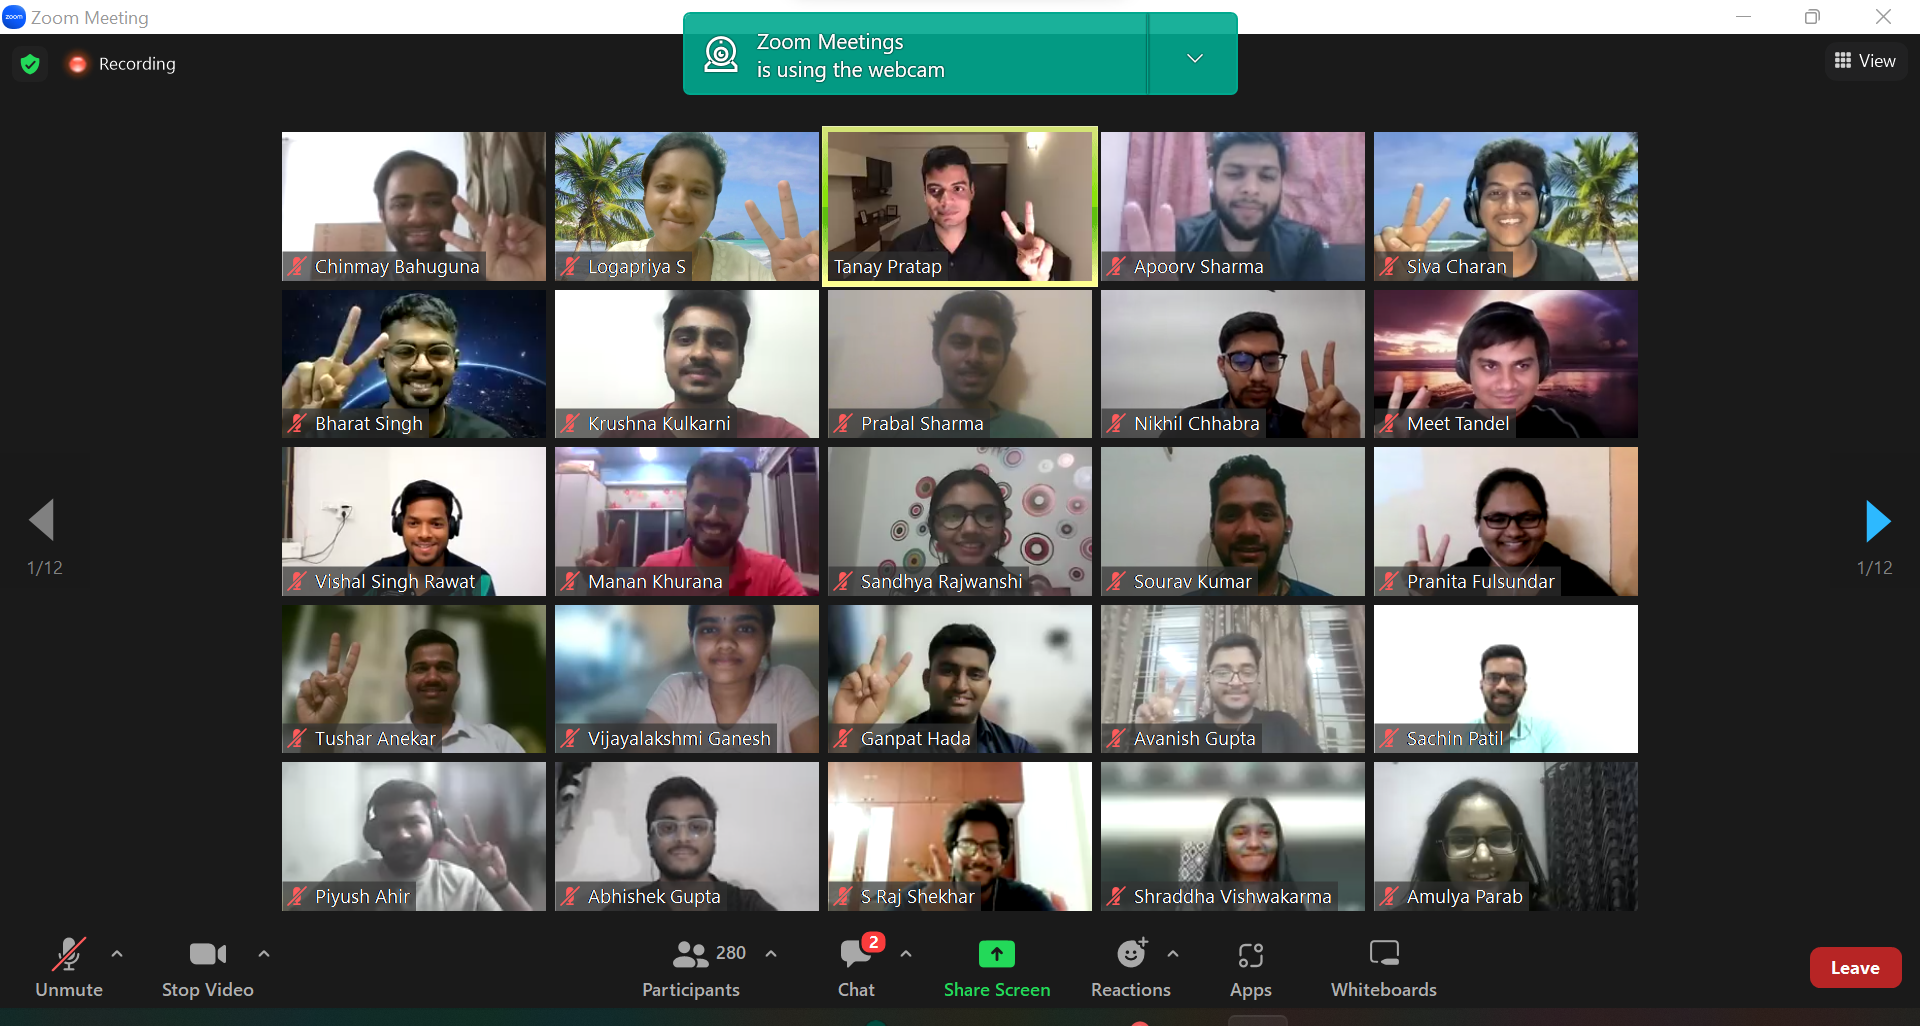 zoom Zoom Meeting
Recording
Zoom Meetings
is using the webcam
View
Chinmay Bahuguna
Logapriya S
Tanay Pratap
Apoorv Sharma
Siva Charan
Bharat Singh
Krushna Kulkarni
Prabal Sharma
Nikhil Chhabra
Meet Tandel
Vishal Singh Rawat
Manan Khurana
Sandhya Rajwanshi
Sourav Kumar
Pranita Fulsundar
1/12
1/12
Tushar Anekar
Vijayalakshmi Ganesh
Ganpat Hada
Avanish Gupta
Sachin Patil
Piyush Ahir
Abhishek Gupta
S Raj Shekhar
Shraddha Vishwakarma
Amulya Parab
280
2
Unmute
Stop Video
Participants
Chat
Share Screen
Reactions
Apps
Whiteboards
Leave